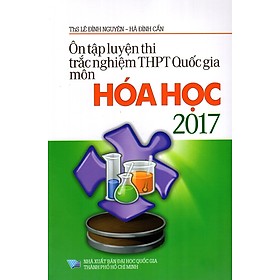 ThS LÊ ĐÌNH NGUYÊN - HÀ ĐÌNH CẨN
Ôn tập luyện thi
trắc nghiệm THPT Quốc gia
môn
HÓA HỌC
2017
NHÀ XUẤT BẢN ĐẠI HỌC QUỐC GIA
THÀNH PHỐ HỒ CHÍ MINH